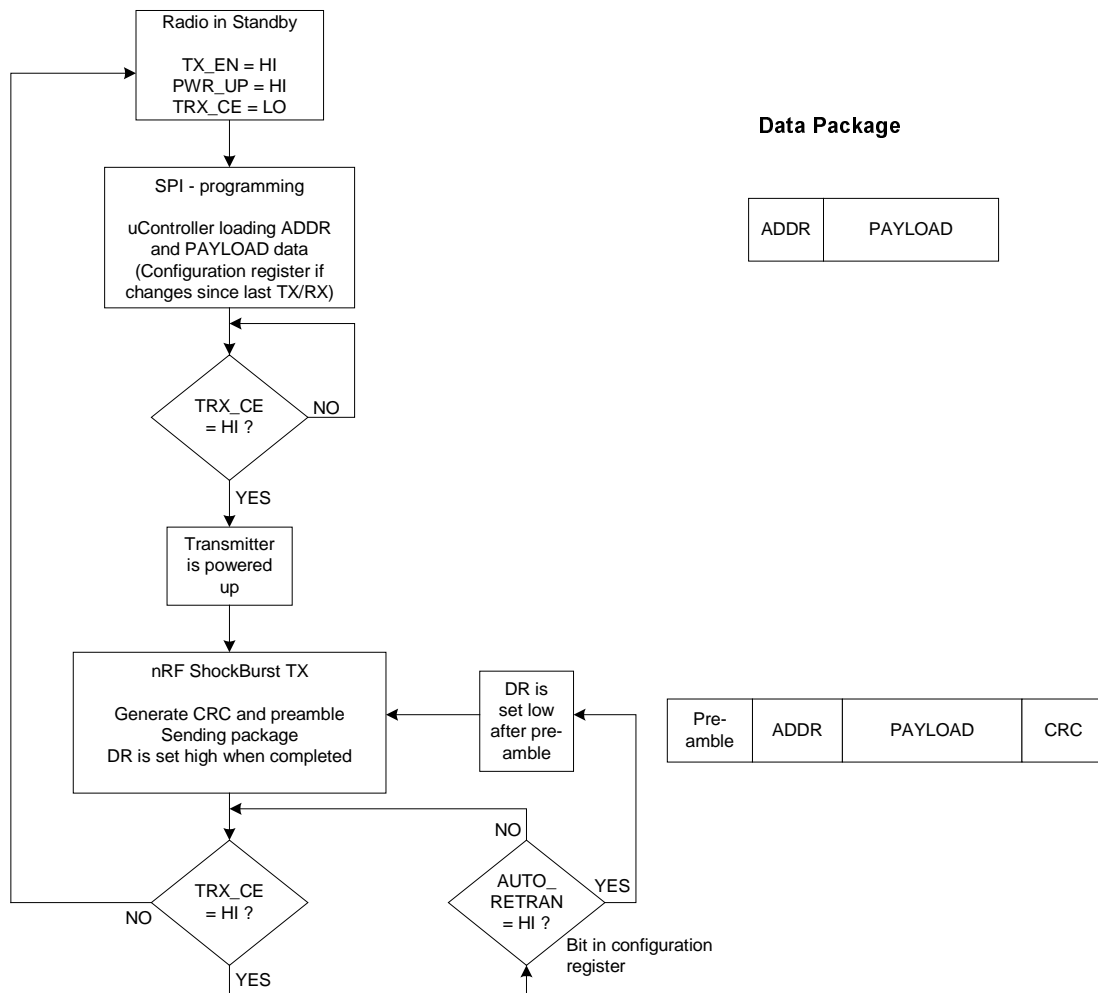 Radio in Standby
TX_EN = HI
PWR_UP = HI
TRX_CE = LO
Data Package
SPI - programming
uController loading ADDR
and PAYLOAD data
(Configuration register if
changes since last TX/RX)
ADDR
PAYLOAD
TRX_CE
= HI ?
NO
YES
Transmitter
is powered
up
nRF ShockBurst TX
Generate CRC and preamble
Sending package
DR is set high when completed
DR is
set low
after pre-
amble
Pre-
amble
ADDR
PAYLOAD
CRC
NO
TRX_CE
= HI ?
NO
YES
AUTO_
RETRAN
= HI ?
YES
Bit in configuration
register